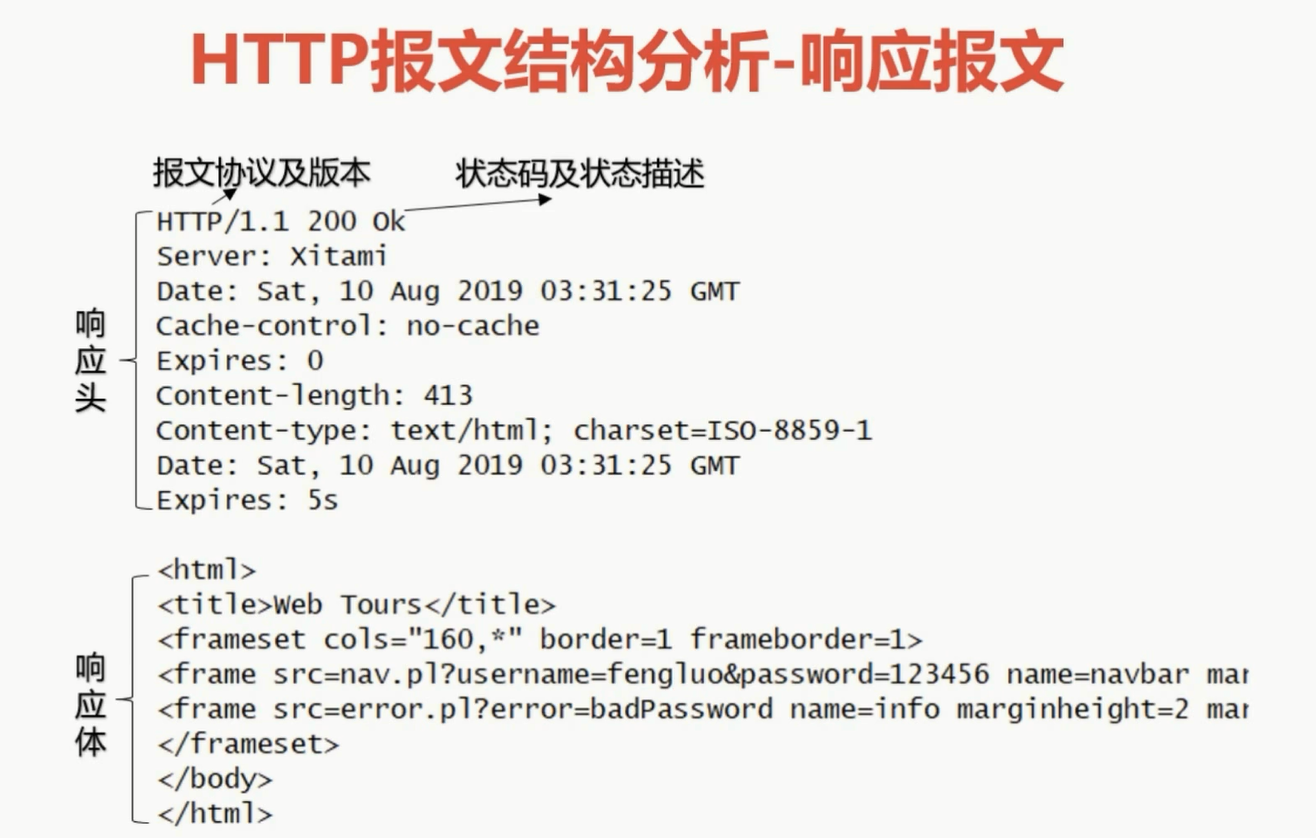 HTTP报文结构分析-响应报文
报文协议及版本 状态码及状态描述
响应头
HTTP/1.1 200 Ok
Server: Xitami
Date: Sat, 10 Aug 2019 03:31:25 GMT
Cache-control: no-cache
Expires: 0
Content-length: 413
Content-type: text/html; charset=ISO-8859-1
Date: Sat, 10 Aug 2019 03:31:25 GMT
Expires: 5s
响应体
<html>
<title>Web Tours</title>
<frameset cols="160,*" border=1 frameborder=1>
<frame src=nav.pl?username=fengluo&password=123456 name=navbar
<frame src=error.pl?error=badPassword name=info marginheight=2
</frameset>
</body>
</html>